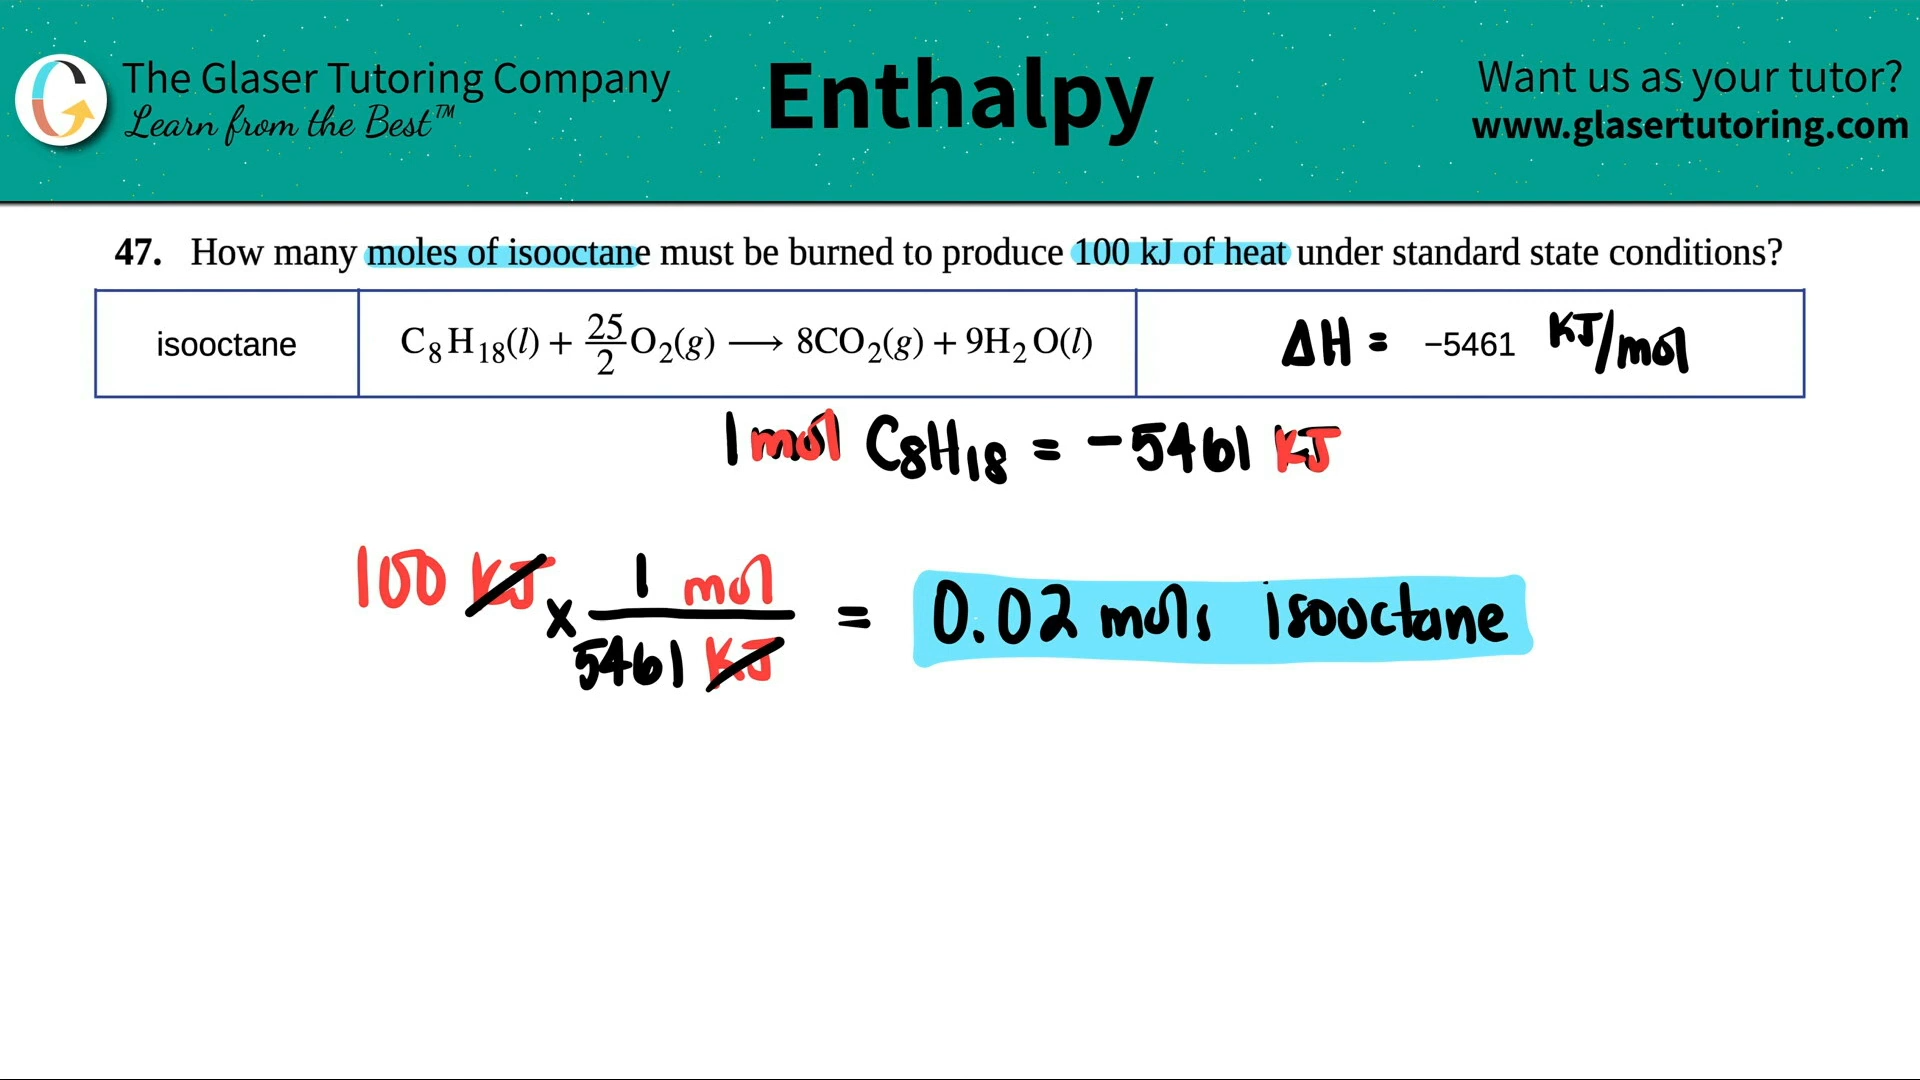 The Glaser Tutoring Company
Learn from the Best™
Enthalpy
Want us as your tutor?
www.glasertutoring.com
47. How many moles of isooctane must be burned to produce 100 kJ of heat under standard state conditions?
isooctane
C₈H₁₈(l) + 25/2 O₂(g) ⟶ 8CO₂(g) + 9H₂O(l)
ΔH = −5461 KJ/mol
1 mol C₈H₁₈ = −5461 KJ
100 KJ x 1 mol / 5461 KJ = 0.02 mols isooctane